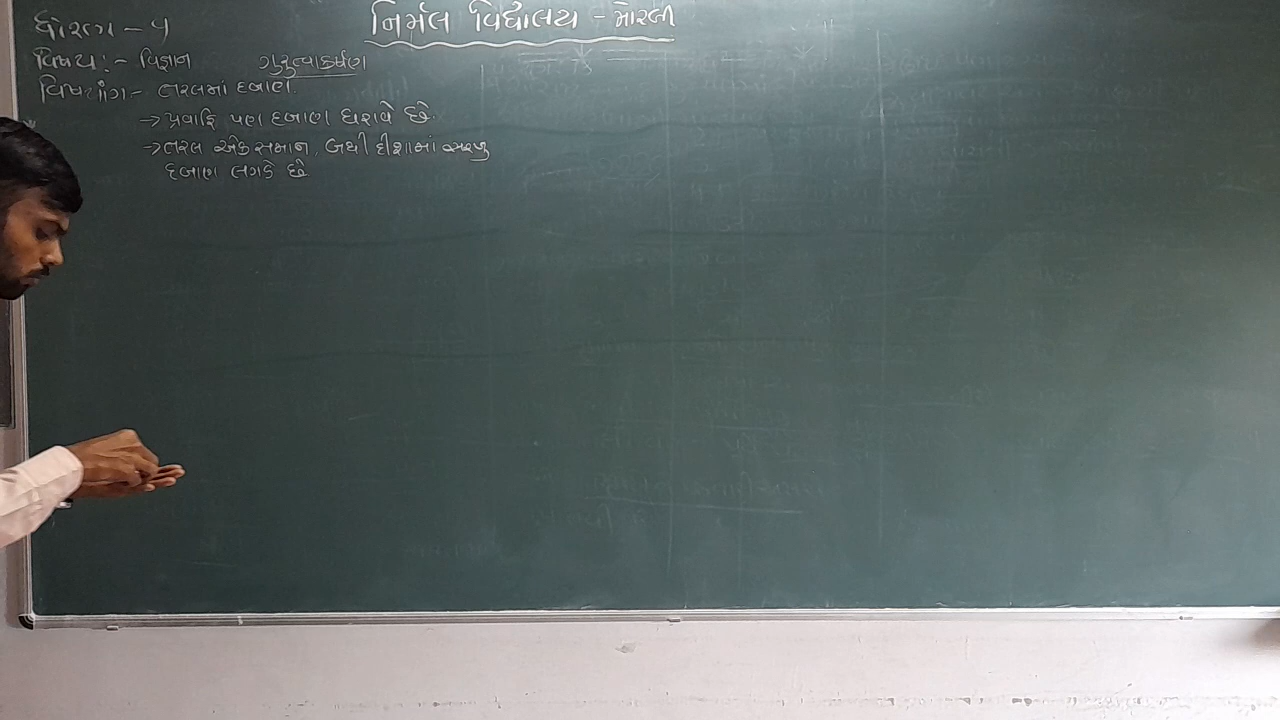 નિર્મલ વિદ્યાલય - મોરબી
ધોરણ - ૫
વિષય :- વિજ્ઞાન ગુરુત્વાકર્ષણ
વિષયાંગ - તરલમાં દબાણ.
→ પ્રવાહિ પણ દબાણ ધરાવે છે.
→ તરલ એક સમાન, બધી દીશામાં સરખુ
દબાણ લગાડે છે